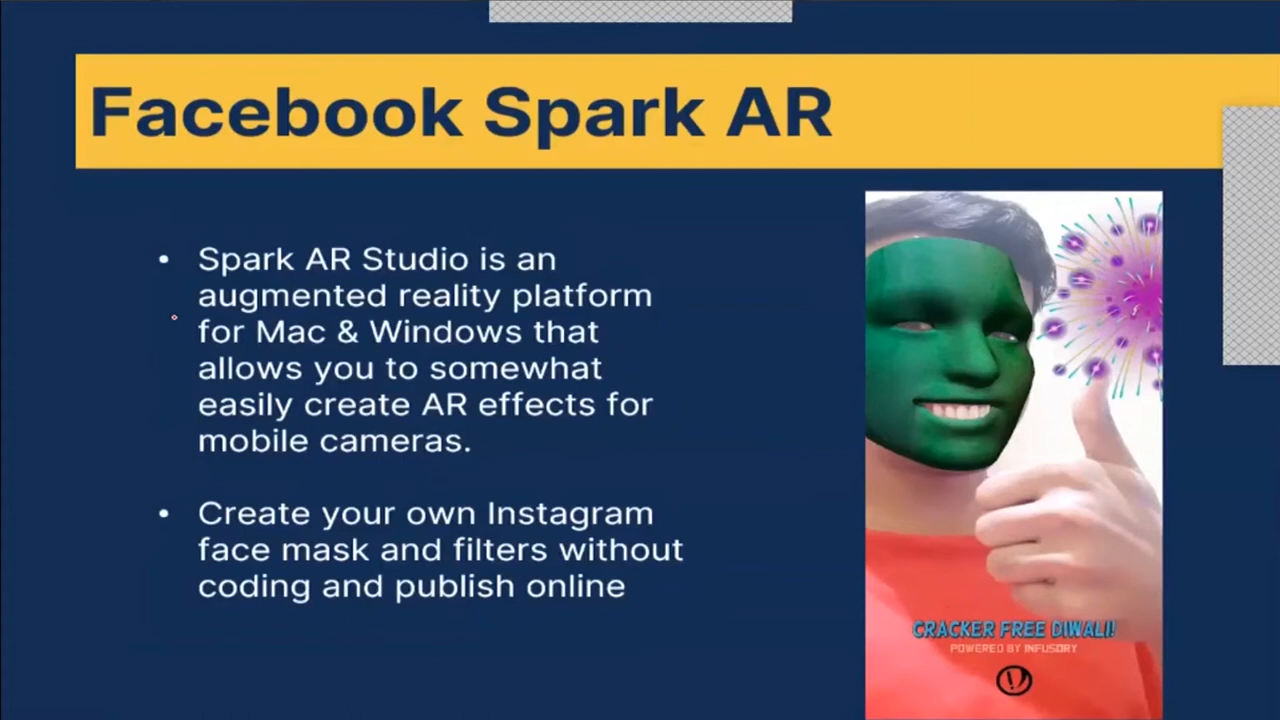 Facebook Spark AR
• Spark AR Studio is an
augmented reality platform
for Mac & Windows that
allows you to somewhat
easily create AR effects for
mobile cameras.
• Create your own Instagram
face mask and filters without
coding and publish online
CRACKER FREE DIWALI!
POWERED BY INFUSORY